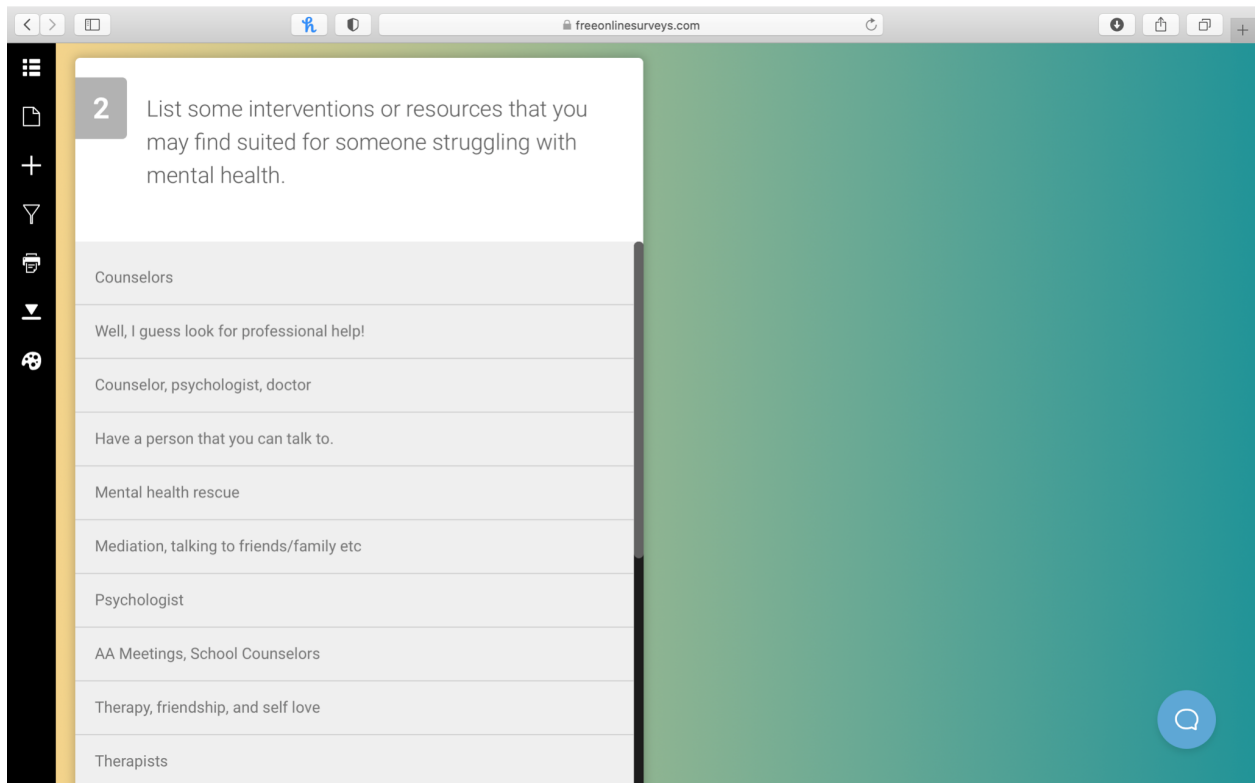 freeonlinesurveys.com
2
List some interventions or resources that you
may find suited for someone struggling with
mental health.
Counselors
Well, I guess look for professional help!
Counselor, psychologist, doctor
Have a person that you can talk to.
Mental health rescue
Mediation, talking to friends/family etc
Psychologist
AA Meetings, School Counselors
Therapy, friendship, and self love
Therapists